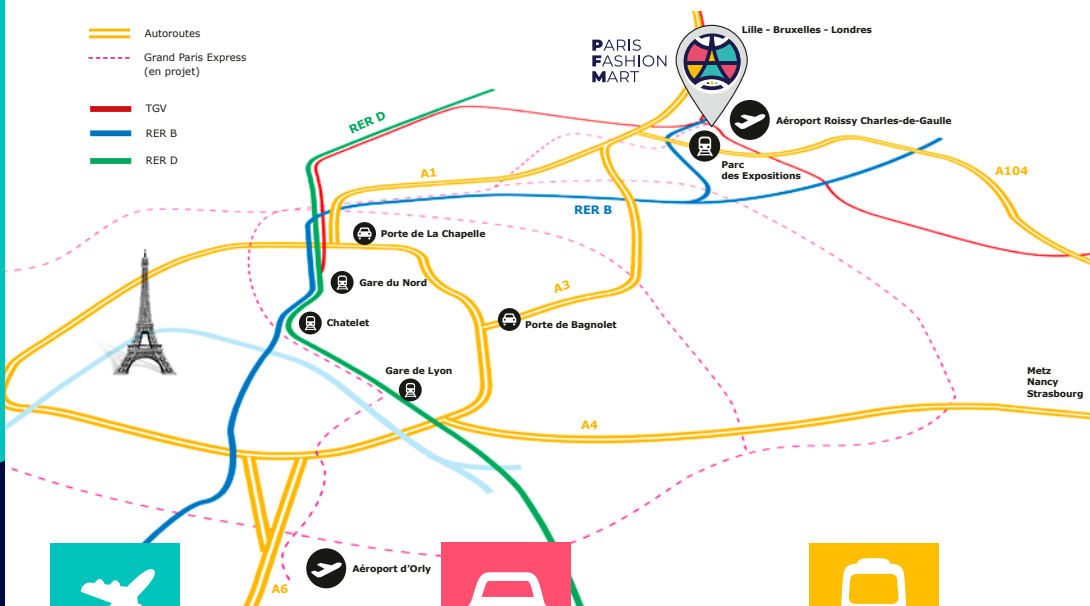 Autoroutes
Grand Paris Express
(en projet)
TGV
RER B
RER D
PARIS
FASHION
MART
Lille - Bruxelles - Londres
RER D
Aéroport Roissy Charles-de-Gaulle
Parc
des Expositions
A1
A104
RER B
Porte de La Chapelle
Gare du Nord
A3
Chatelet
Porte de Bagnolet
Gare de Lyon
Metz
Nancy
Strasbourg
A4
Aéroport d’Orly
A6